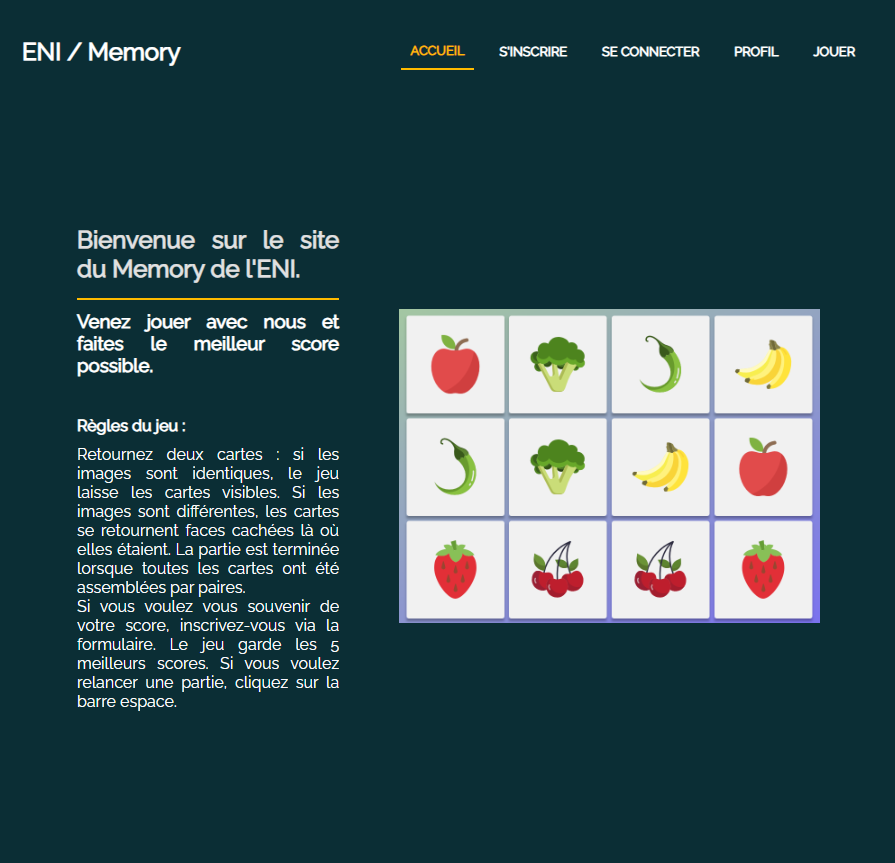 ENI / Memory
ACCUEIL S'INSCRIRE SE CONNECTER PROFIL JOUER
Bienvenue sur le site
du Memory de l'ENI.
Venez jouer avec nous et
faites le meilleur score
possible.
Règles du jeu :
Retournez deux cartes : si les
images sont identiques, le jeu
laisse les cartes visibles. Si les
images sont différentes, les cartes
se retournent faces cachées là où
elles étaient. La partie est terminée
lorsque toutes les cartes ont été
assemblées par paires.
Si vous voulez vous souvenir de
votre score, inscrivez-vous via la
formulaire. Le jeu garde les 5
meilleurs scores. Si vous voulez
relancer une partie, cliquez sur la
barre espace.